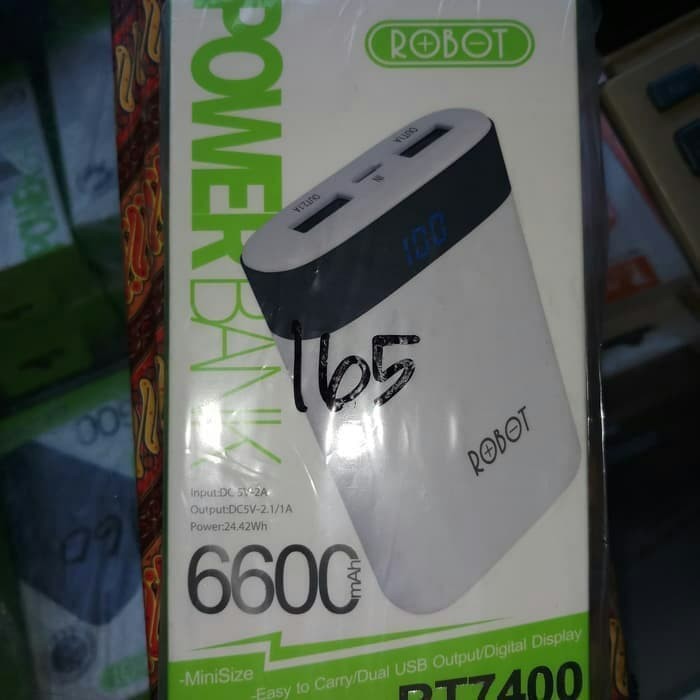 POWER BANK
ROBOT
OUT1A
IN
OUT2.1A
100
165
ROBOT
Input:DC 5V-2A
Output:DC5V-2.1/1A
Power:24.42Wh
6600mAh
-MiniSize
-Easy to Carry/Dual USB Output/Digital Display
RT7400